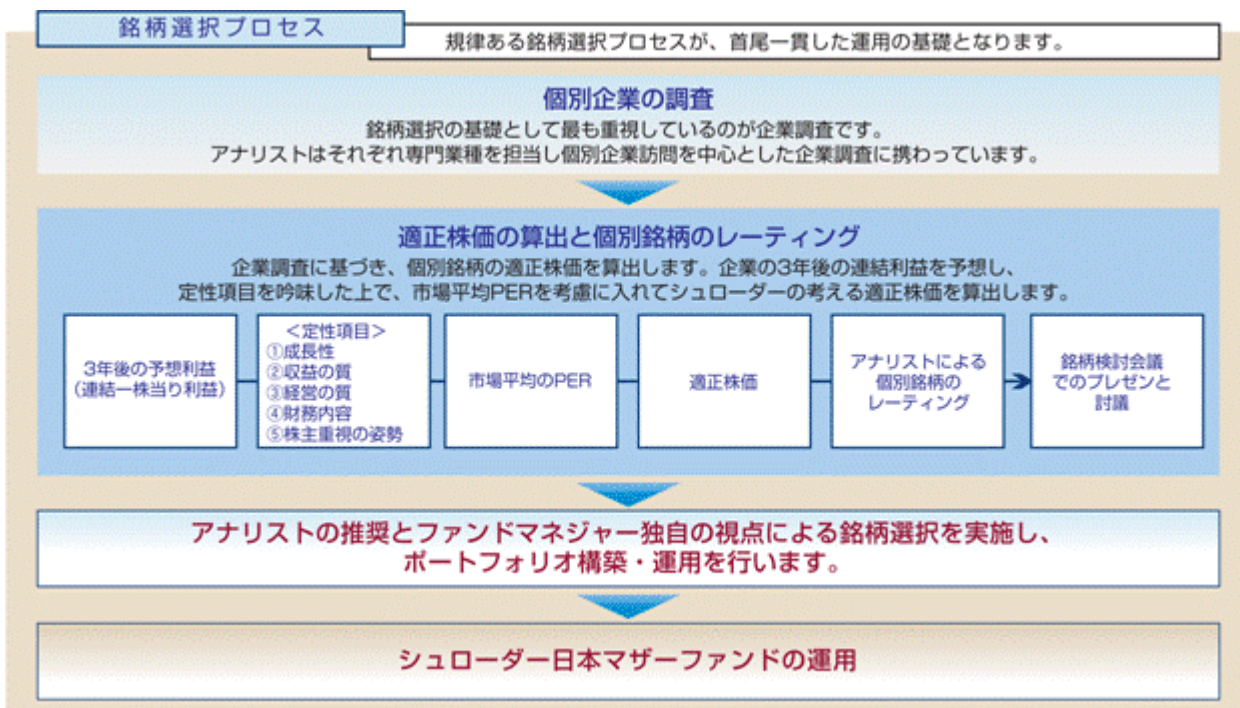 銘柄選択プロセス
規律ある銘柄選択プロセスが、首尾一貫した運用の基礎となります。
個別企業の調査
銘柄選択の基礎として最も重視しているのが企業調査です。
アナリストはそれぞれ専門業種を担当し個別企業訪問を中心とした企業調査に携わっています。
適正株価の算出と個別銘柄のレーティング
企業調査に基づき、個別銘柄の適正株価を算出します。企業の3年後の連結利益を予想し、
定性項目を吟味した上で、市場平均PERを考慮に入れてシュローダーの考える適正株価を算出します。
3年後の予想利益
(連結一株当り利益)
<定性項目>
①成長性
②収益の質
③経営の質
④財務内容
⑤株主重視の姿勢
市場平均のPER
適正株価
アナリストによる
個別銘柄の
レーティング
銘柄検討会議
でのプレゼンと
討議
アナリストの推奨とファンドマネジャー独自の視点による銘柄選択を実施し、
ポートフォリオ構築・運用を行います。
シュローダー日本マザーファンドの運用